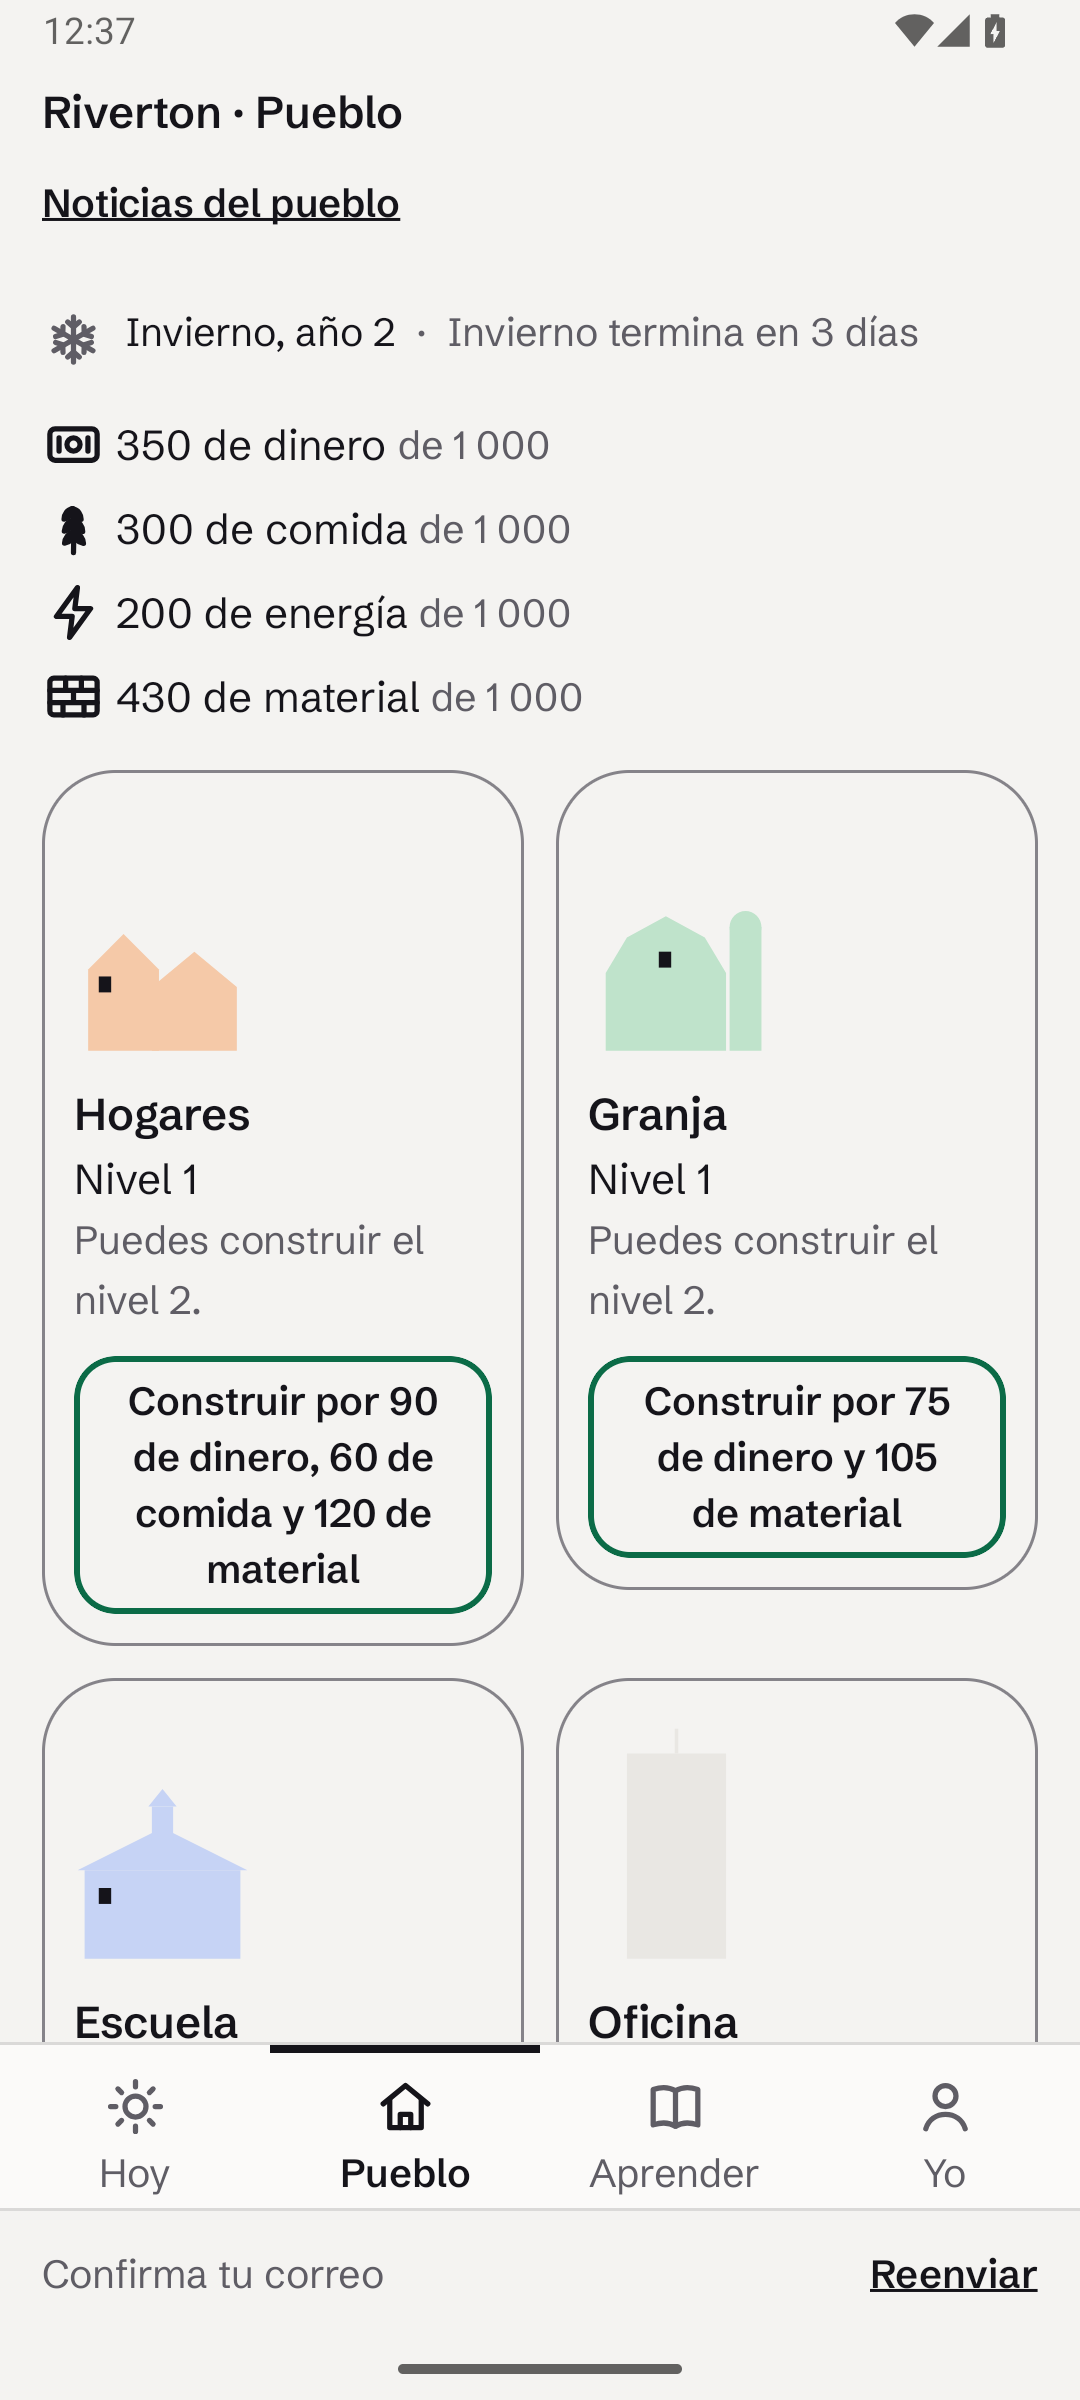 12:37
Riverton · Pueblo
Noticias del pueblo
Invierno, año 2 · Invierno termina en 3 días
350 de dinero de 1 000
300 de comida de 1 000
200 de energía de 1 000
430 de material de 1 000
Hogares
Nivel 1
Puedes construir el
nivel 2.
Construir por 90
de dinero, 60 de
comida y 120 de
material
Granja
Nivel 1
Puedes construir el
nivel 2.
Construir por 75
de dinero y 105
de material
Escuela
Oficina
Hoy
Pueblo
Aprender
Yo
Confirma tu correo
Reenviar